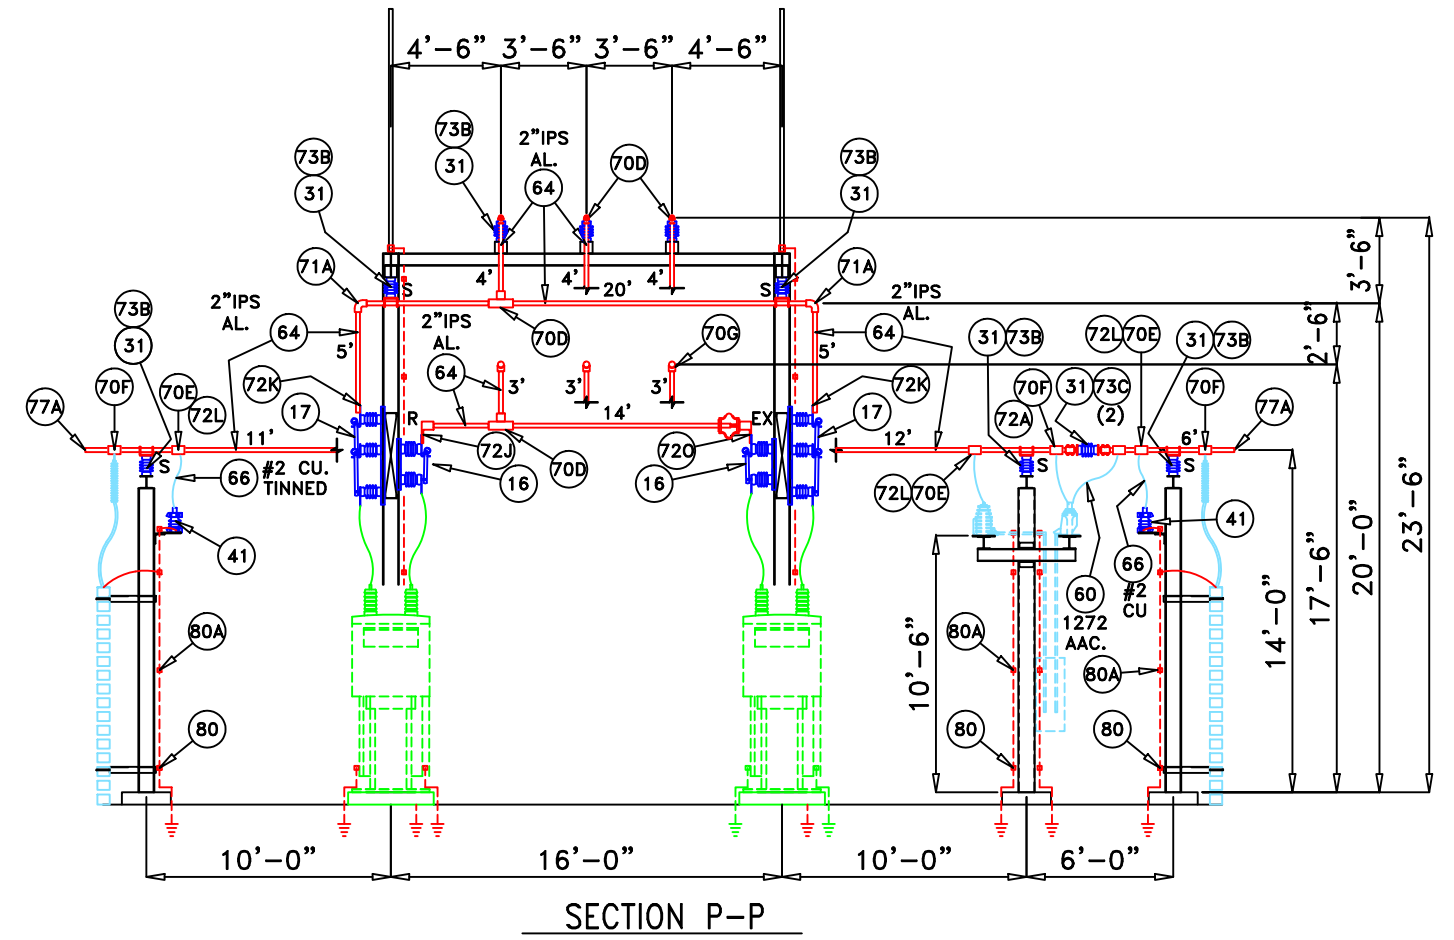 4'-6" 3'-6" 3'-6" 4'-6"
73B
31
73B
31
2"IPS
AL.
64
70D
73B
31
71A
71A
4'
4'
4'
S
20'
S
3'-6"
2"IPS
AL.
64
73B
31
2"IPS
AL.
70D
70G
2"IPS
AL.
64
2'-6"
5'
5'
77A
70F
70E
72L
72K
64
3'
3'
3'
72K
31 73B
72L 70E
31 73B
17
R
14'
EX
17
70F
72A
31 73C
(2)
70F
77A
11'
12'
6'
S
66
#2 CU.
TINNED
72J
70D
72O
16
16
72L 70E
S
S
41
41
66
#2
CU
60
1272
AAC.
80A
80A
80A
80
80
80
10'-6"
14'-0"
17'-6"
20'-0"
23'-6"
10'-0" 16'-0" 10'-0" 6'-0"
SECTION P-P